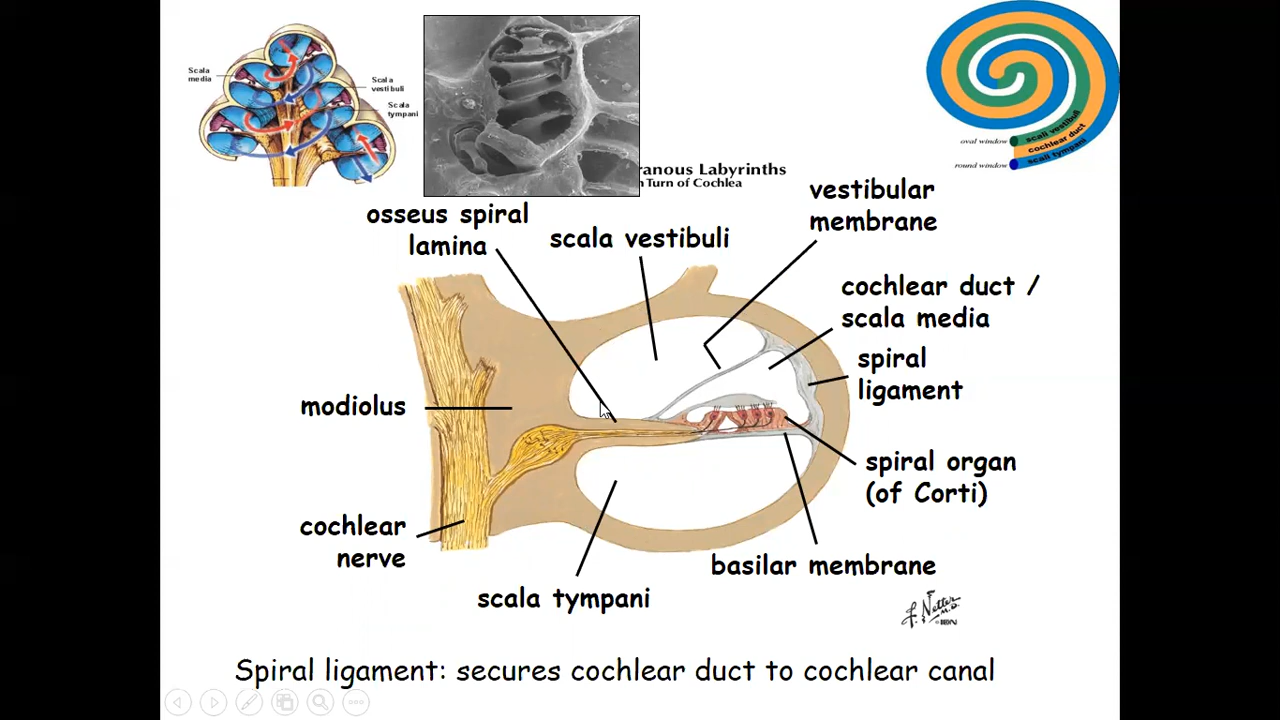 Scala
media
Scala
vestibuli
Scala
tympani
ranous Labyrinths
n Turn of Cochlea
oval window
round window
scali vestibuli
cochlear duct
scali tympani
osseus spiral
lamina
scala vestibuli
vestibular
membrane
cochlear duct /
scala media
spiral
ligament
modiolus
spiral organ
(of Corti)
cochlear
nerve
basilar membrane
scala tympani
F. Netter
M.D.
Spiral ligament: secures cochlear duct to cochlear canal